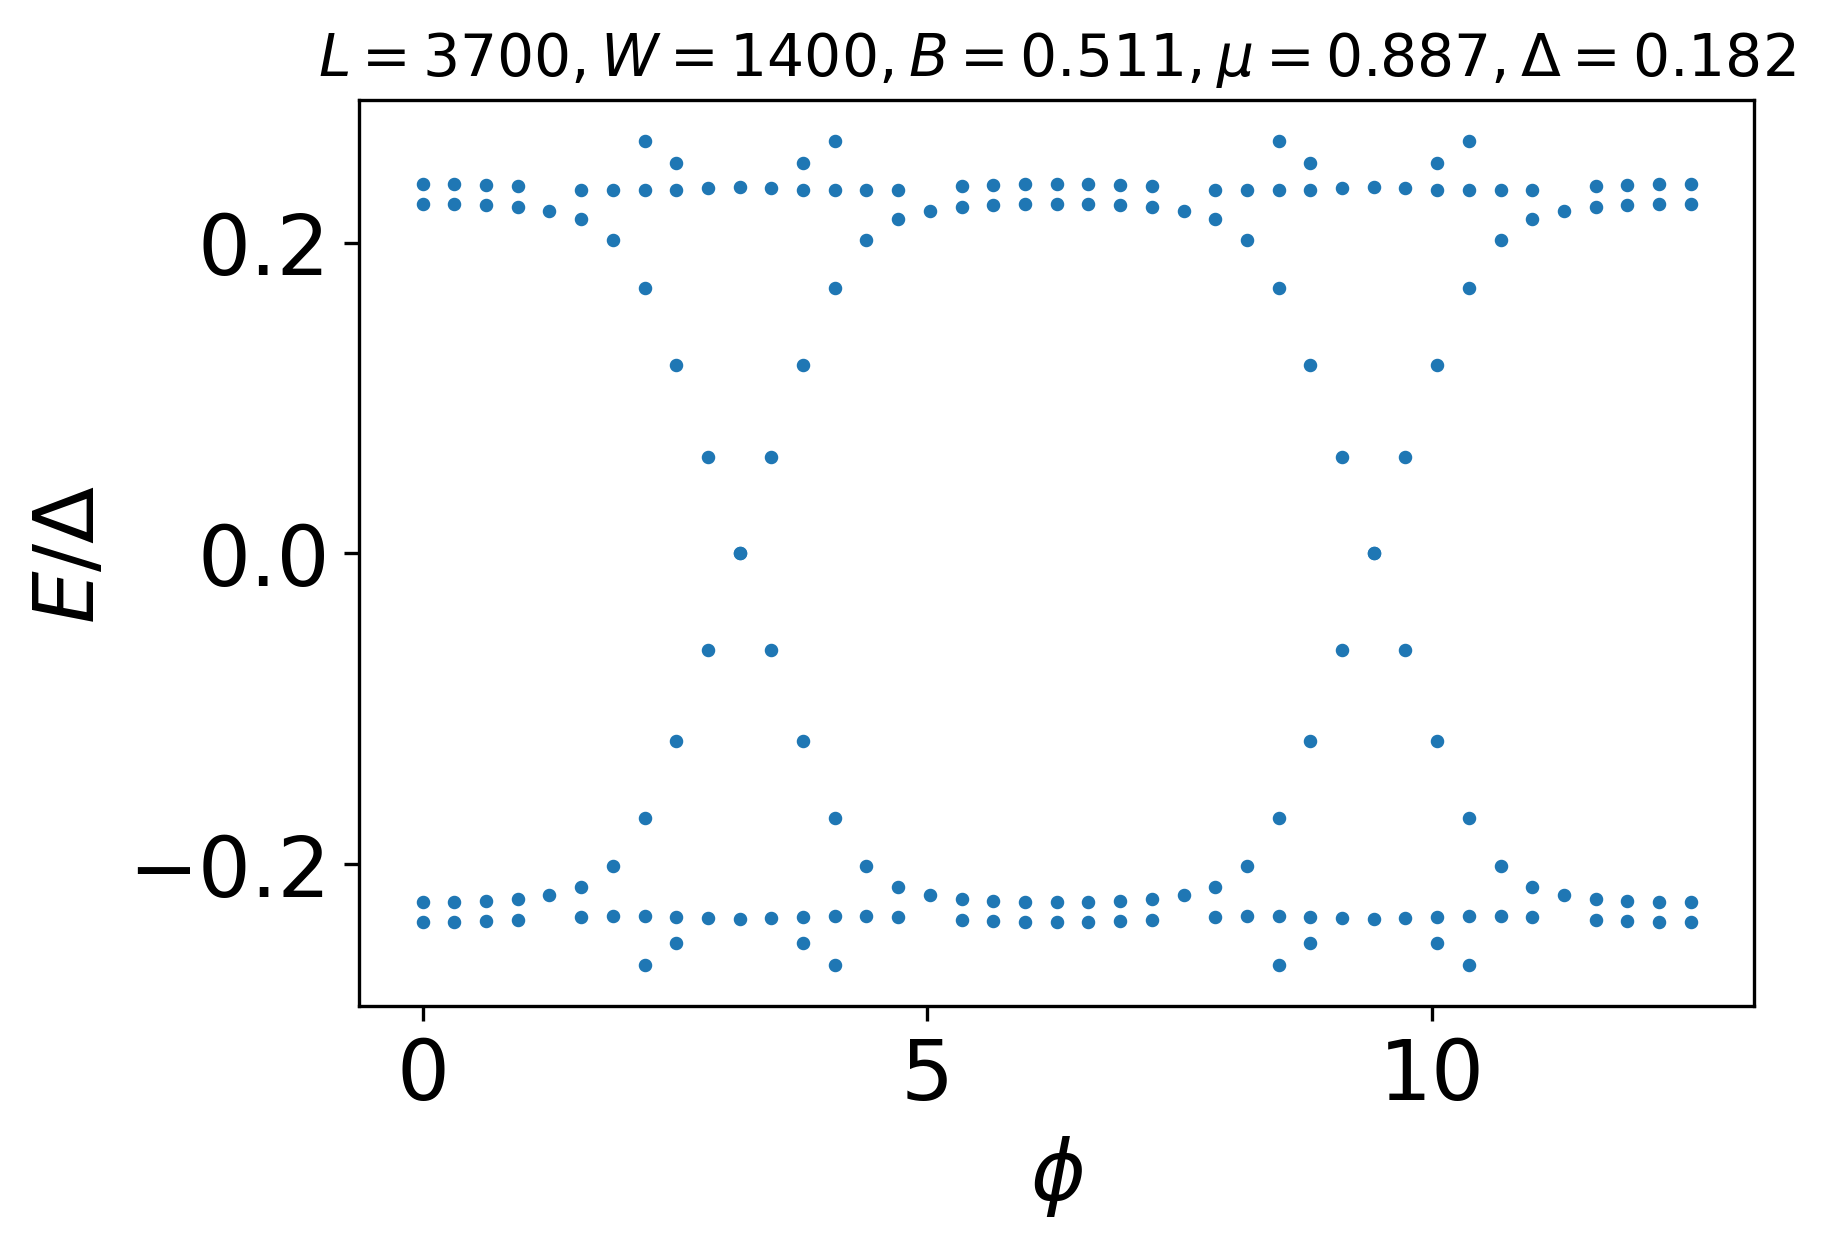 L = 3700, W = 1400, B = 0.511, μ = 0.887, Δ = 0.182
E/Δ
0.2
0.0
−0.2
0 5 10
ϕ